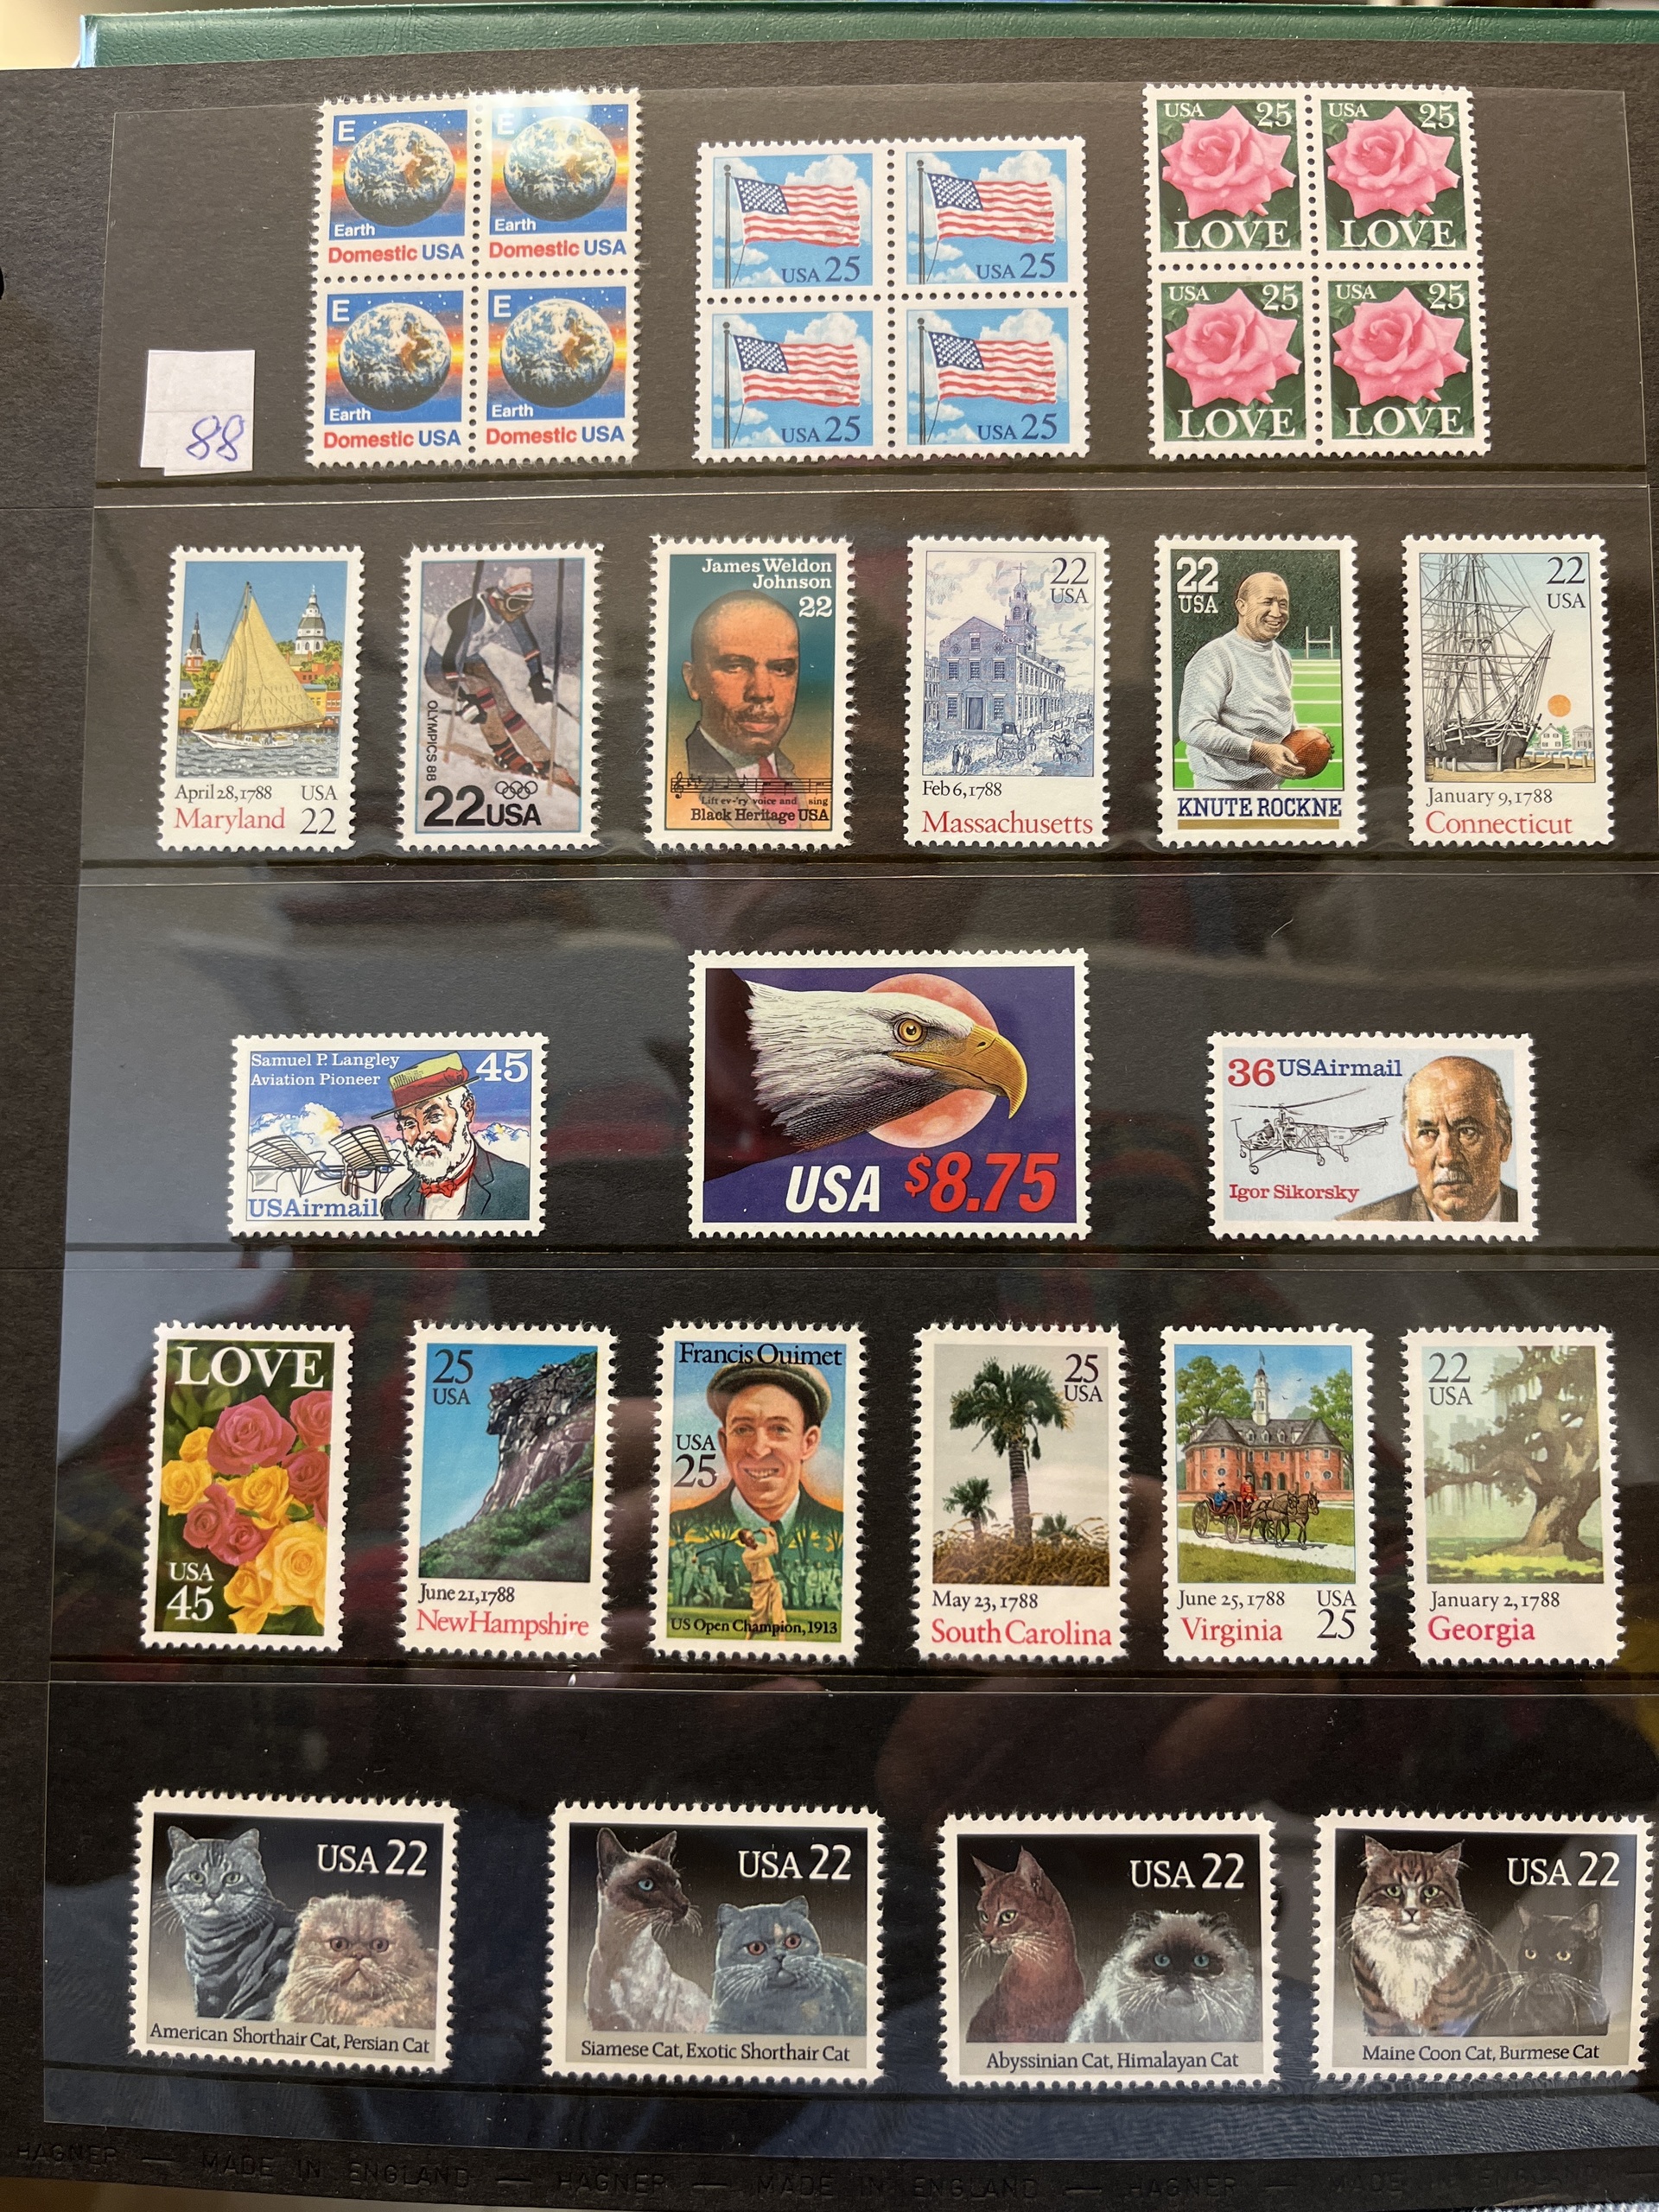 E
E
Earth
Domestic USA
Earth
Domestic USA
E
E
Earth
Domestic USA
Earth
Domestic USA
USA 25
USA 25
USA 25
USA 25
USA 25
LOVE
USA 25
LOVE
USA 25
LOVE
USA 25
LOVE
88
April 28, 1788 USA
Maryland 22
OLYMPICS 88
22 USA
James Weldon
Johnson
22
Lift ev-'ry voice and sing
Black Heritage USA
22
USA
Feb 6, 1788
Massachusetts
22
USA
KNUTE ROCKNE
22
USA
January 9, 1788
Connecticut
Samuel P. Langley
Aviation Pioneer
45
USAirmail
USA $8.75
36 USAirmail
Igor Sikorsky
LOVE
USA
45
25
USA
June 21, 1788
New Hampshire
Francis Ouimet
USA
25
US Open Champion, 1913
25
USA
May 23, 1788
South Carolina
June 25, 1788 USA
Virginia 25
22
USA
January 2, 1788
Georgia
USA 22
American Shorthair Cat, Persian Cat
USA 22
Siamese Cat, Exotic Shorthair Cat
USA 22
Abyssinian Cat, Himalayan Cat
USA 22
Maine Coon Cat, Burmese Cat
HAGNER — MADE IN ENGLAND — HAGNER — MADE IN ENGLAND — HAGNER — MADE IN ENGLAND —